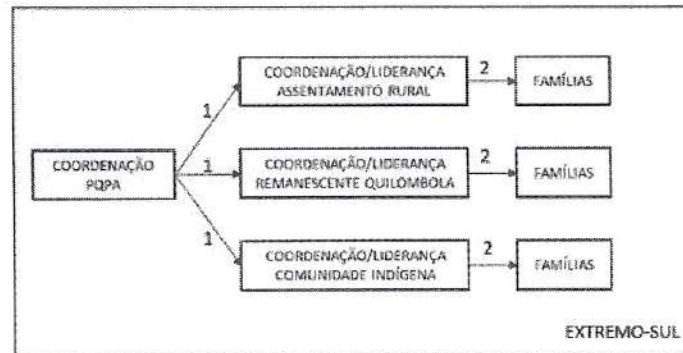 COORDENAÇÃO/LIDERANÇA
ASSENTAMENTO RURAL
2
FAMÍLIAS
1
COORDENAÇÃO
PQPA
1
COORDENAÇÃO/LIDERANÇA
REMANESCENTE QUILOMBOLA
2
FAMÍLIAS
1
COORDENAÇÃO/LIDERANÇA
COMUNIDADE INDÍGENA
2
FAMÍLIAS
EXTREMO-SUL